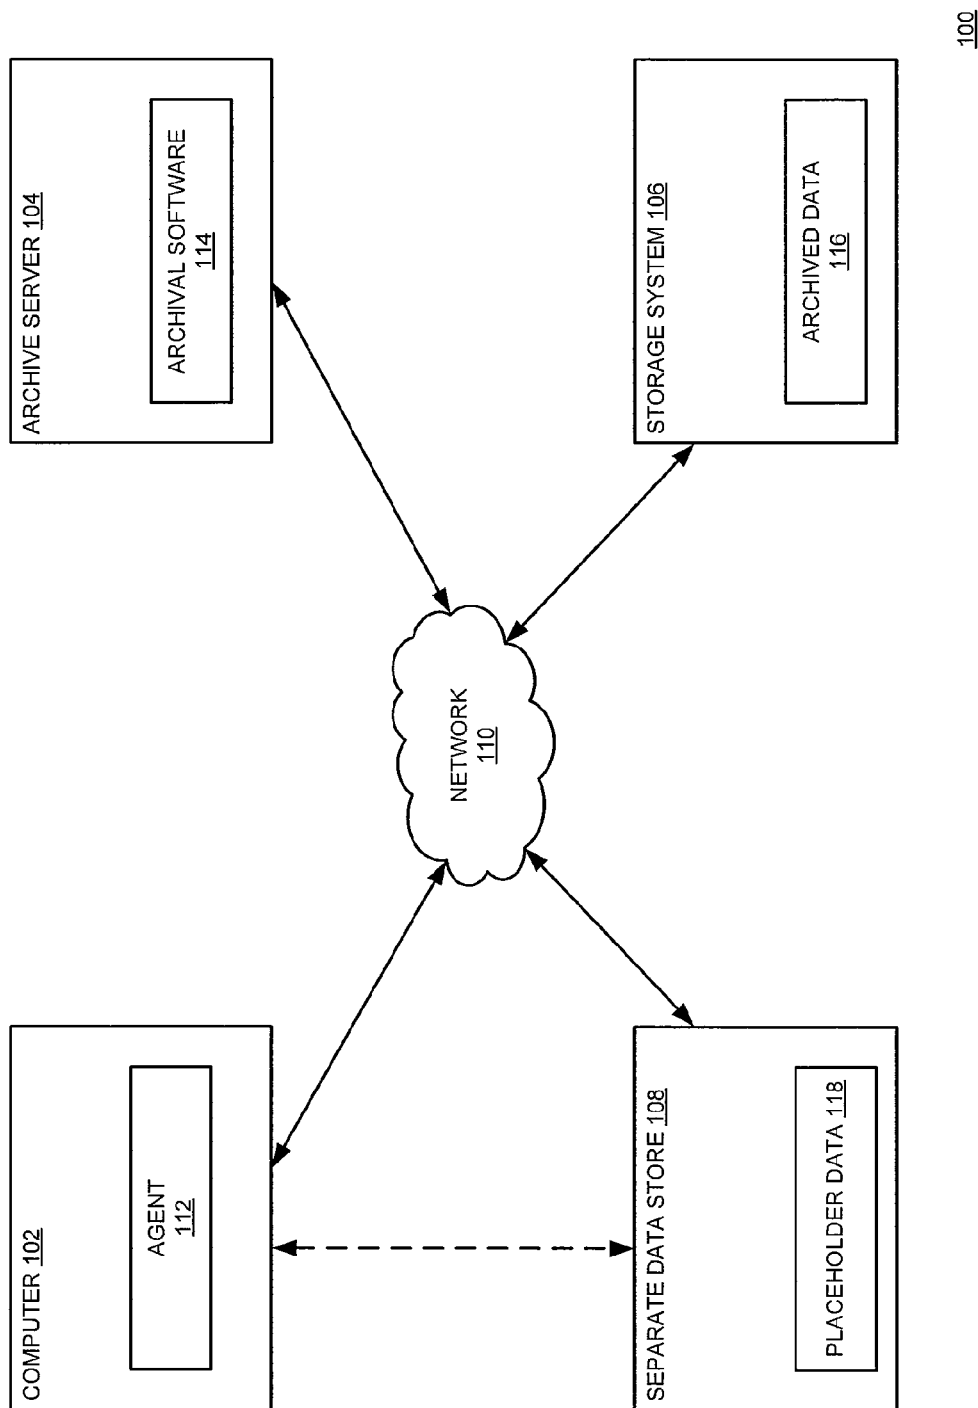 COMPUTER 102
AGENT
112
ARCHIVE SERVER 104
ARCHIVAL SOFTWARE
114
NETWORK
110
SEPARATE DATA STORE 108
PLACEHOLDER DATA 118
STORAGE SYSTEM 106
ARCHIVED DATA
116
100